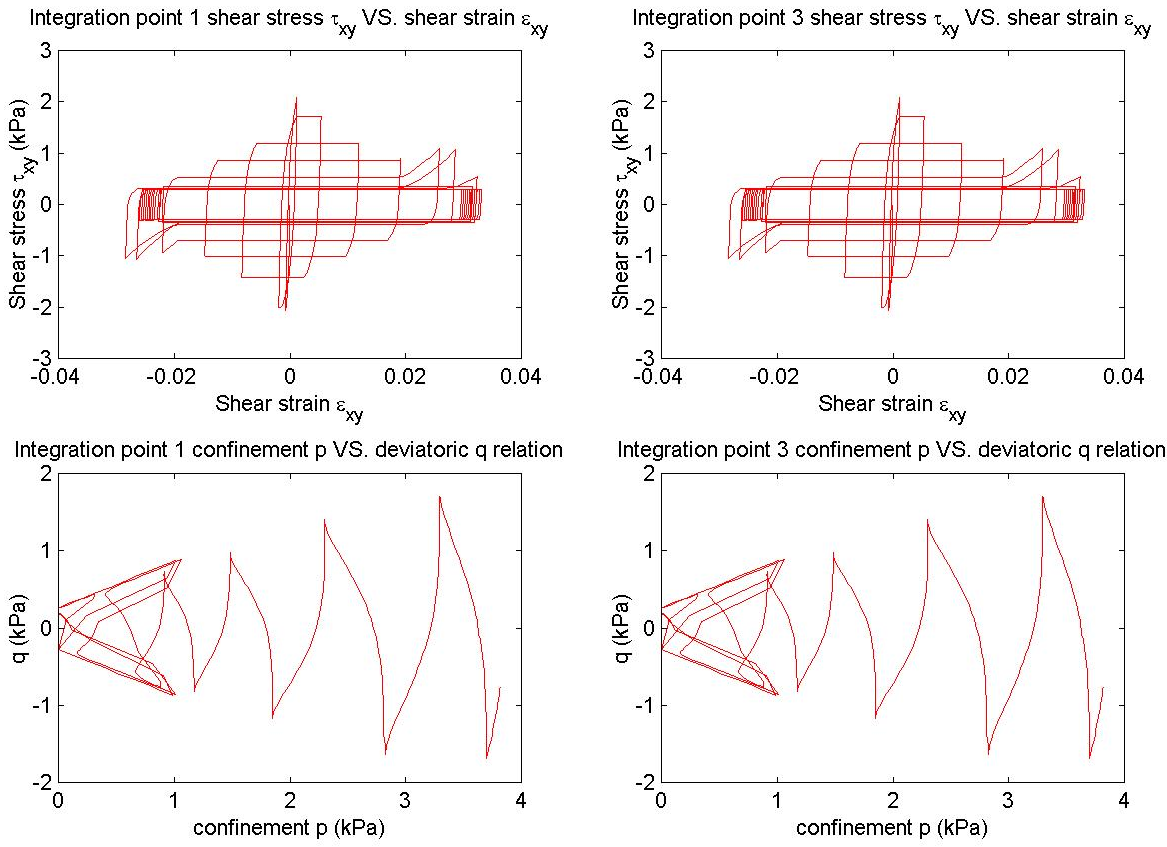 Integration point 1 shear stress τxy VS. shear strain εxy
3
2
1
0
-1
-2
-3
-0.04 -0.02 0 0.02 0.04
Shear stress τxy (kPa)
Shear strain εxy
Integration point 3 shear stress τxy VS. shear strain εxy
3
2
1
0
-1
-2
-3
-0.04 -0.02 0 0.02 0.04
Shear stress τxy (kPa)
Shear strain εxy
Integration point 1 confinement p VS. deviatoric q relation
2
1
0
-1
-2
0 1 2 3 4
q (kPa)
confinement p (kPa)
Integration point 3 confinement p VS. deviatoric q relation
2
1
0
-1
-2
0 1 2 3 4
q (kPa)
confinement p (kPa)